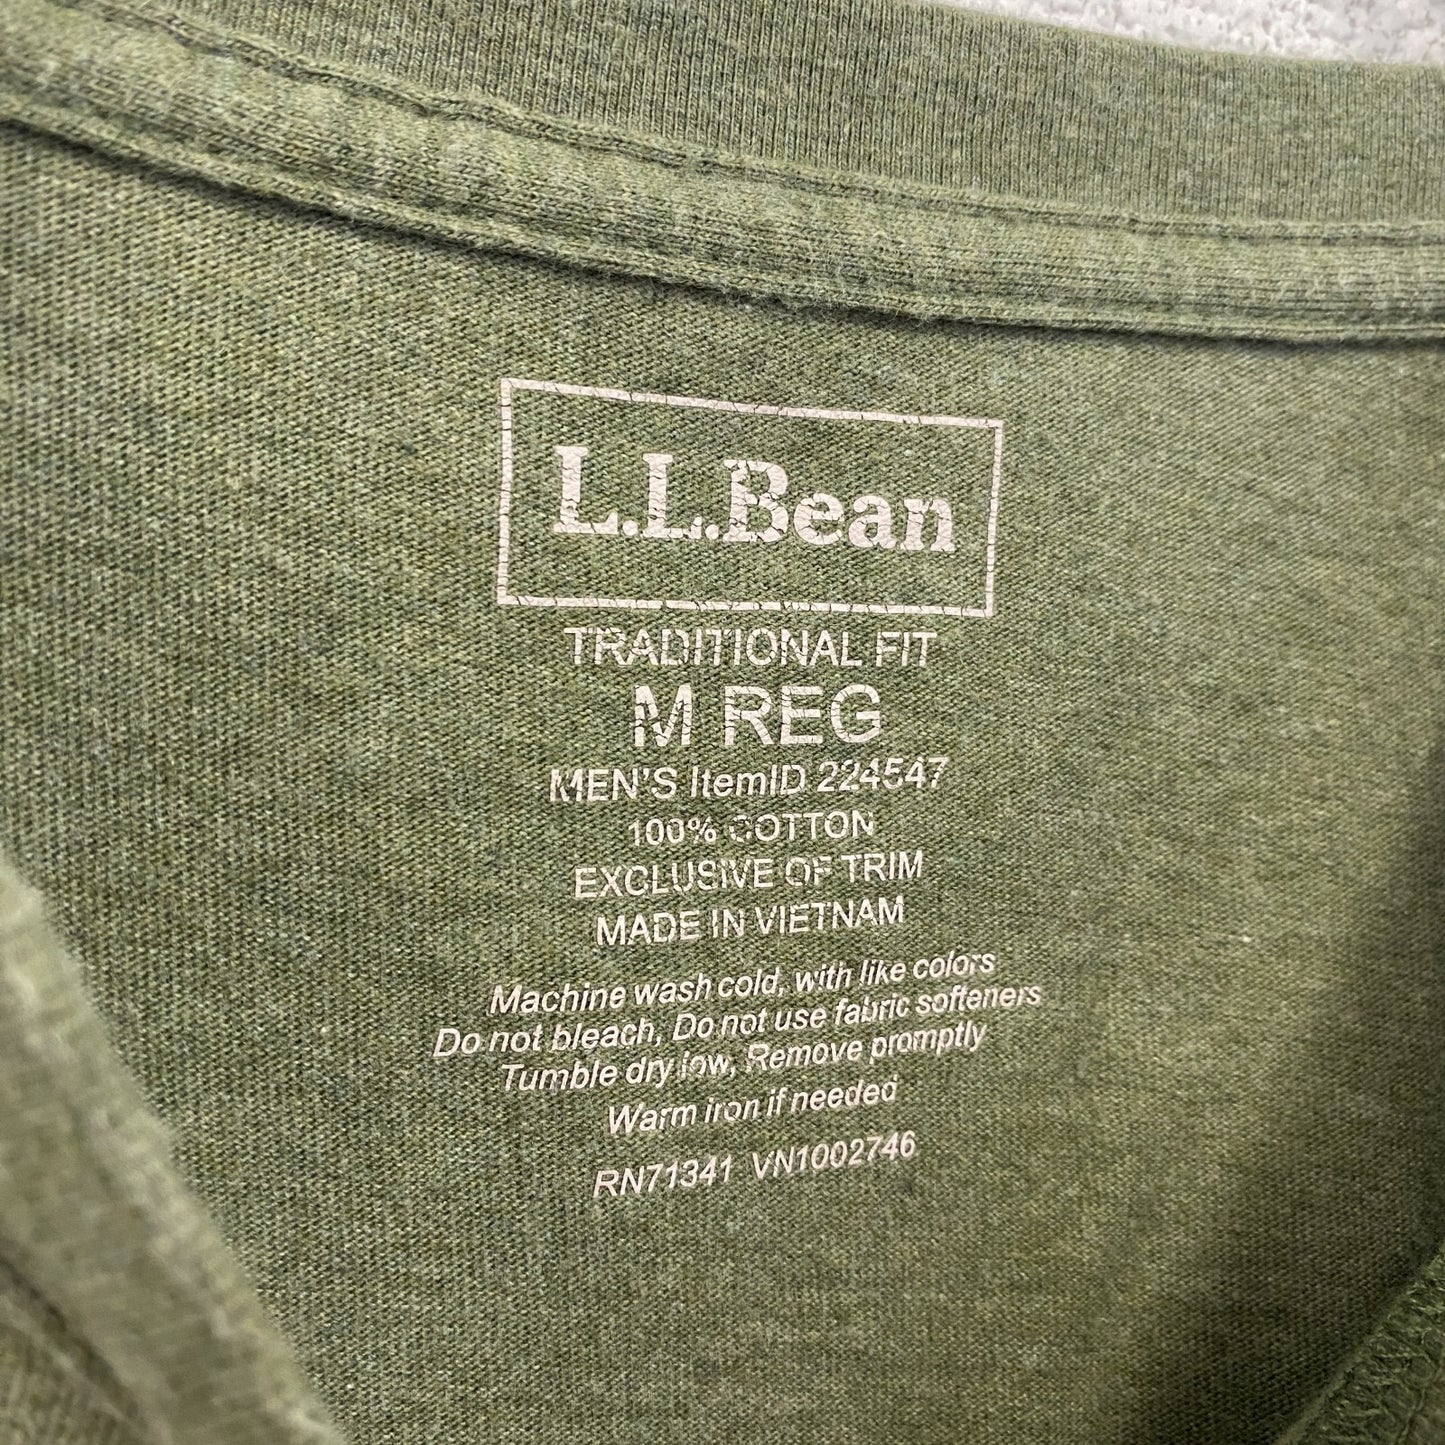 L.L.Bean
TRADITIONAL FIT
M REG
MEN'S ItemID 224547
100% COTTON
EXCLUSIVE OF TRIM
MADE IN VIETNAM
Machine wash cold, with like colors
Do not bleach, Do not use fabric softeners
Tumble dry low, Remove promptly
Warm iron if needed
RN71341 VN1002746